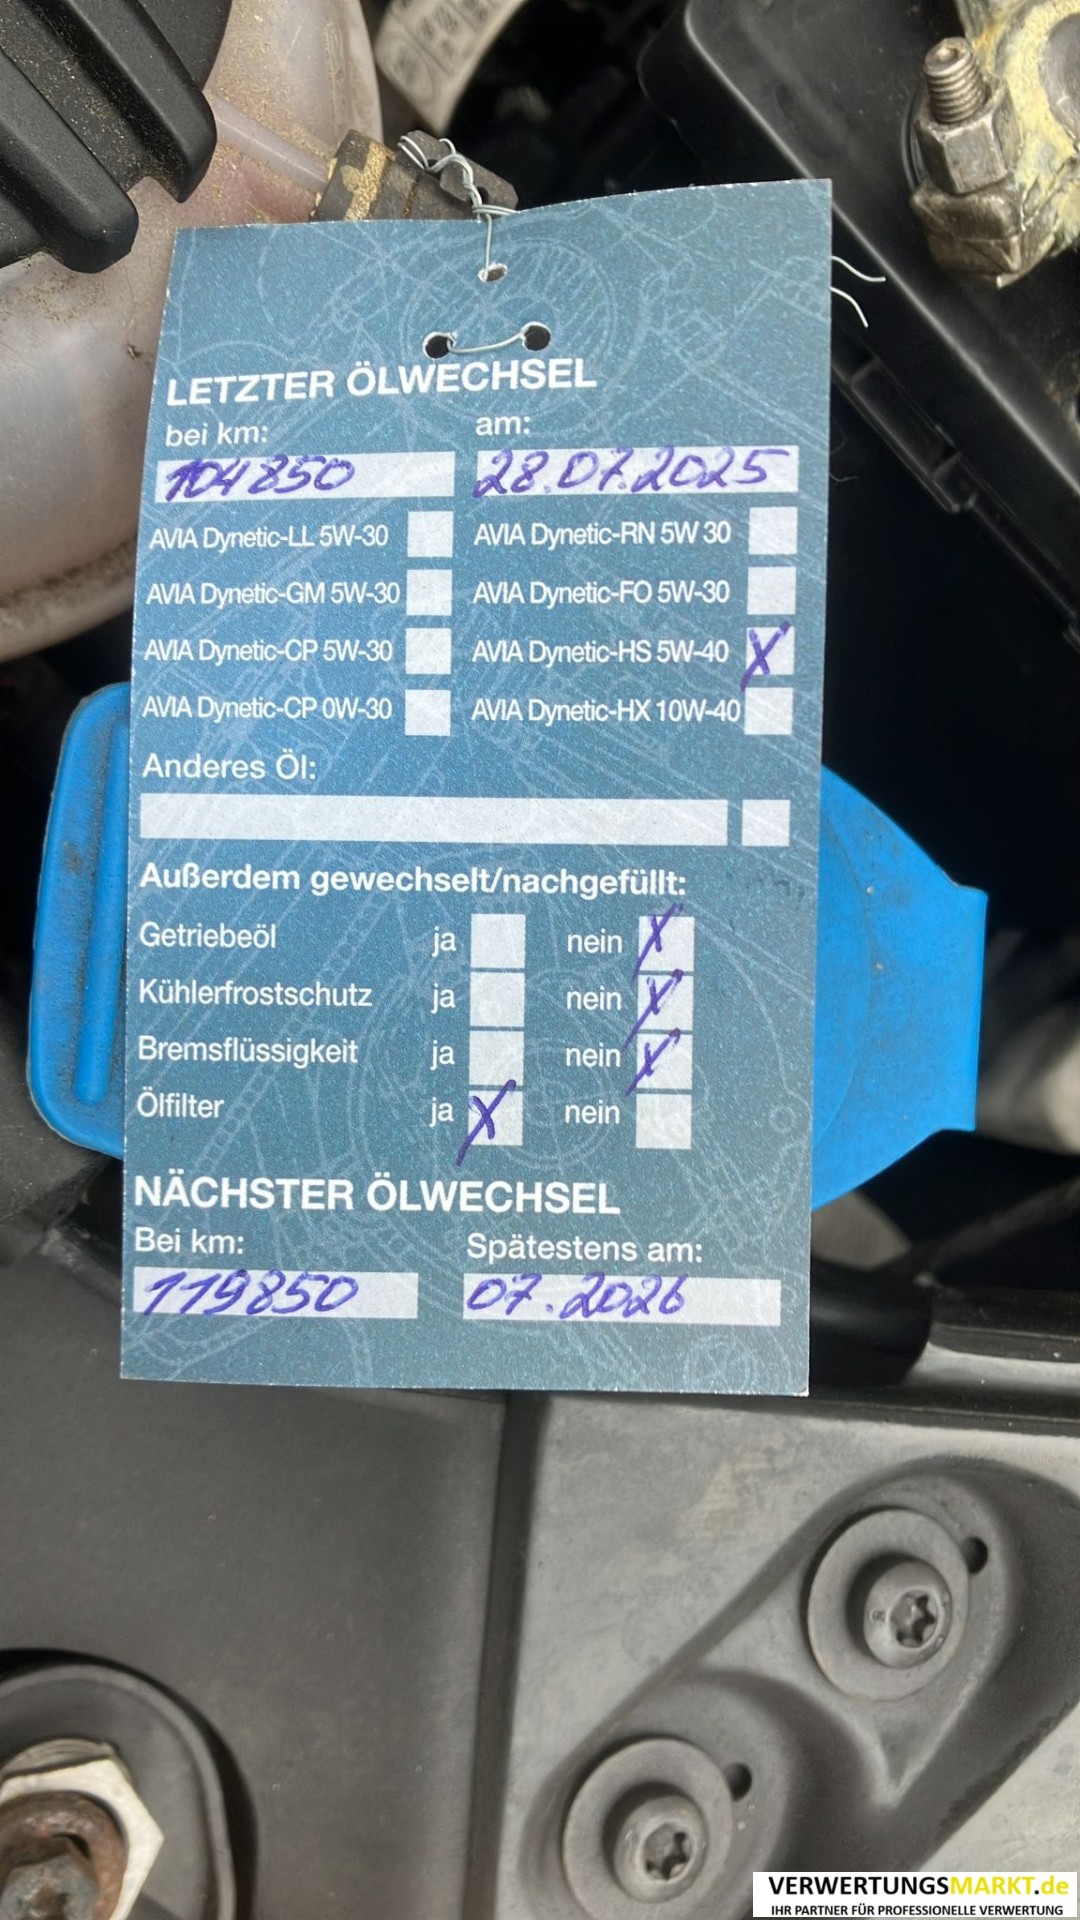 LETZTER ÖLWECHSEL
bei km: am:
104850 28.07.2025
AVIA Dynetic-LL 5W-30 AVIA Dynetic-RN 5W 30
AVIA Dynetic-GM 5W-30 AVIA Dynetic-FO 5W-30
AVIA Dynetic-CP 5W-30 AVIA Dynetic-HS 5W-40 X
AVIA Dynetic-CP 0W-30 AVIA Dynetic-HX 10W-40
Anderes Öl:
Außerdem gewechselt/nachgefüllt:
Getriebeöl ja nein X
Kühlerfrostschutz ja nein X
Bremsflüssigkeit ja nein X
Ölfilter ja X nein
NÄCHSTER ÖLWECHSEL
Bei km: Spätestens am:
119850 07.2026
VERWERTUNGSMARKT.de
IHR PARTNER FÜR PROFESSIONELLE VERWERTUNG